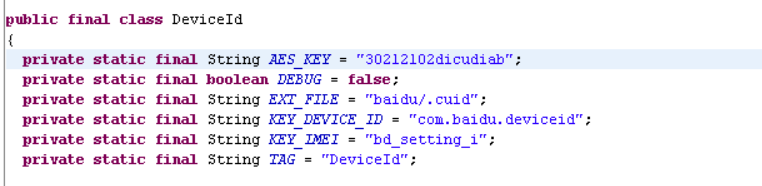 public final class DeviceId
{
private static final String AES_KEY = "30212102dicudiab";
private static final boolean DEBUG = false;
private static final String EXT_FILE = "baidu/.cuid";
private static final String KEY_DEVICE_ID = "com.baidu.deviceid";
private static final String KEY_IMEI = "bd_setting_i";
private static final String TAG = "DeviceId";